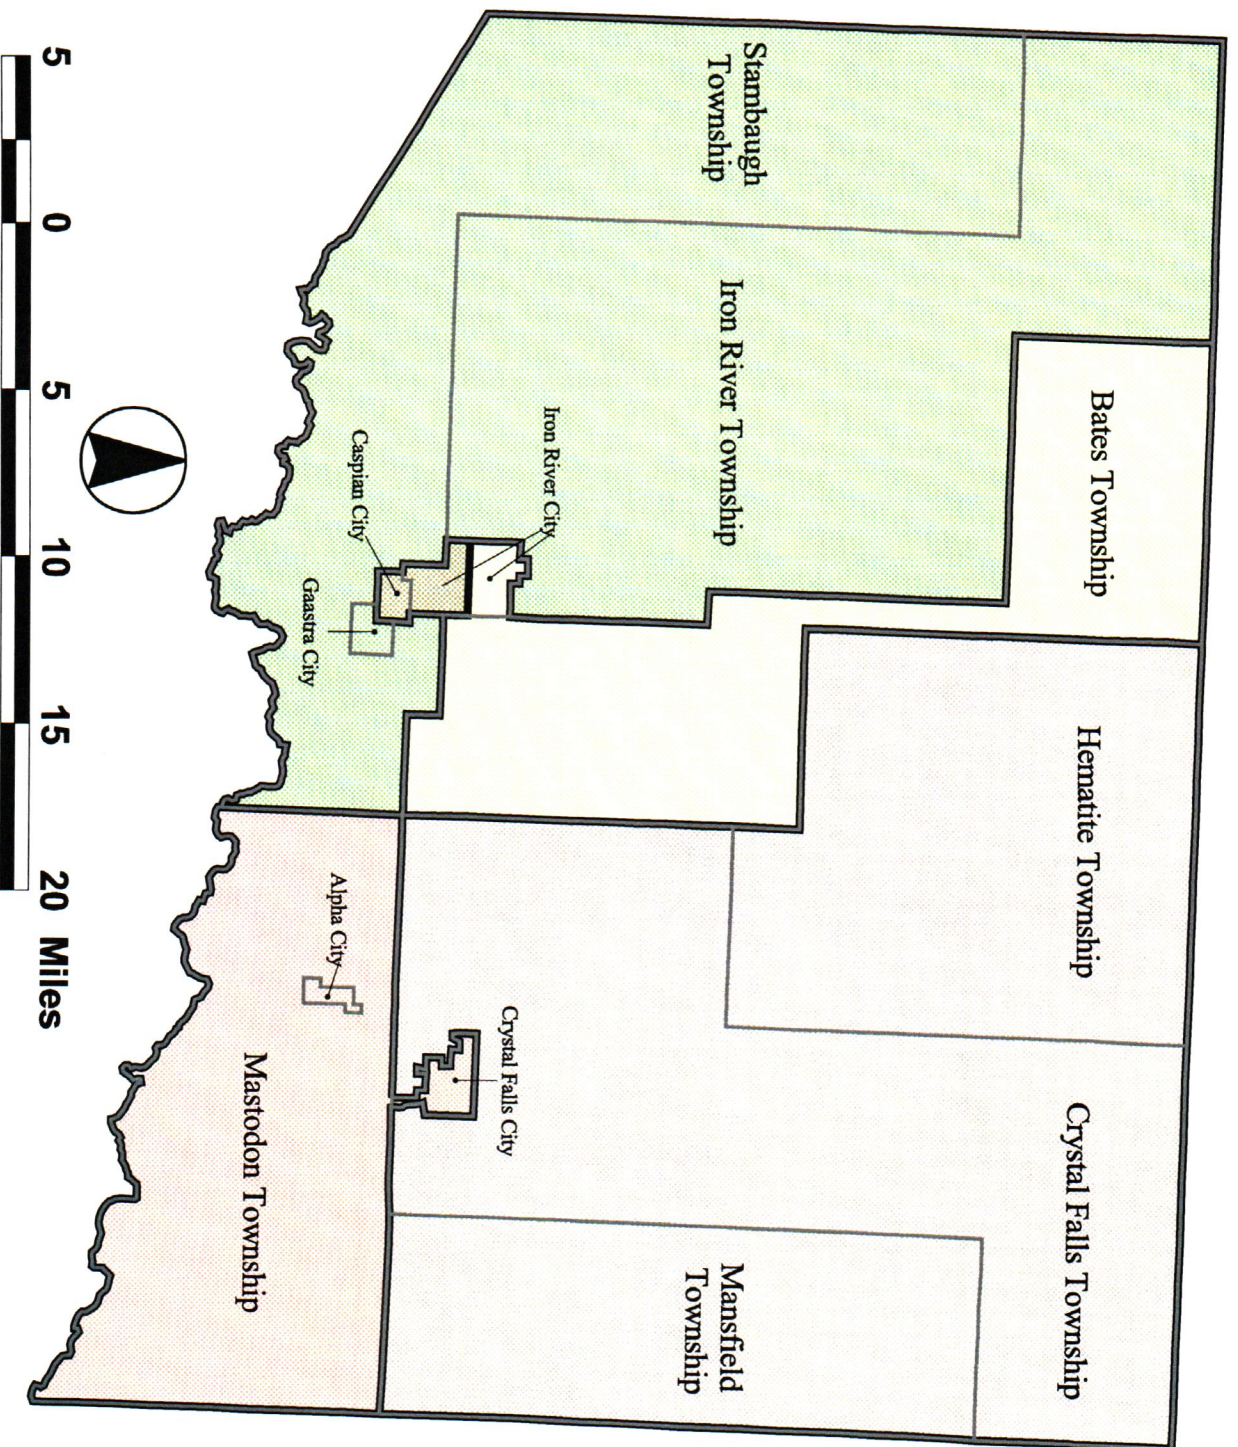 Stambaugh
Township
Iron River Township
Bates Township
Hematite Township
Crystal Falls Township
Mansfield
Township
Iron River City
Caspian City
Gaastra City
Crystal Falls City
Alpha City
Mastodon Township
5 0 5 10 15 20 Miles